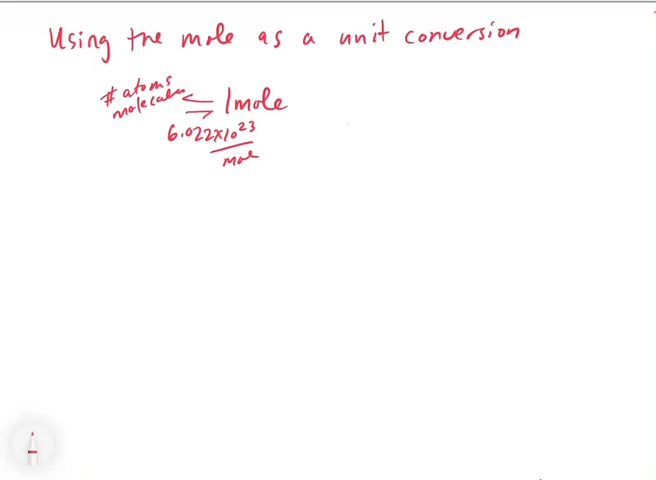 Using the mole as a unit conversion
# atoms
molecules
1 mole
6.022x10^23
mol